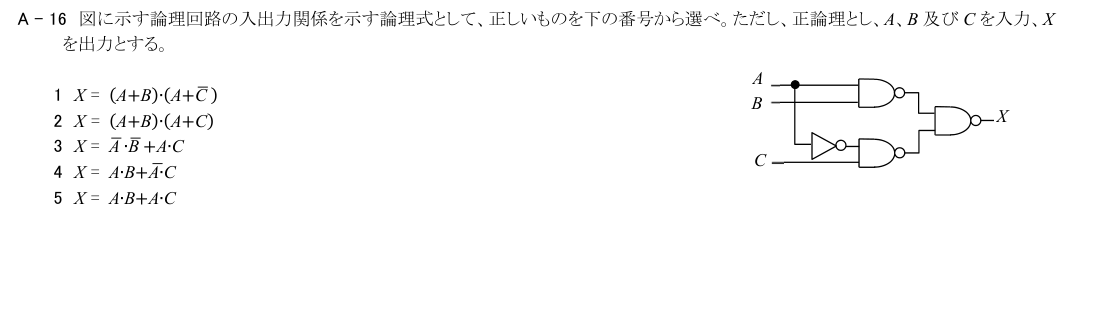 A－16 図に示す論理回路の入出力関係を示す論理式として、正しいものを下の番号から選べ。ただし、正論理とし、A、B 及び C を入力、X
を出力とする。
1 X = (A+B)·(A+C̅)
2 X = (A+B)·(A+C)
3 X = A̅·B̅+A·C
4 X = A·B+A̅·C
5 X = A·B+A·C
A
B
C
X